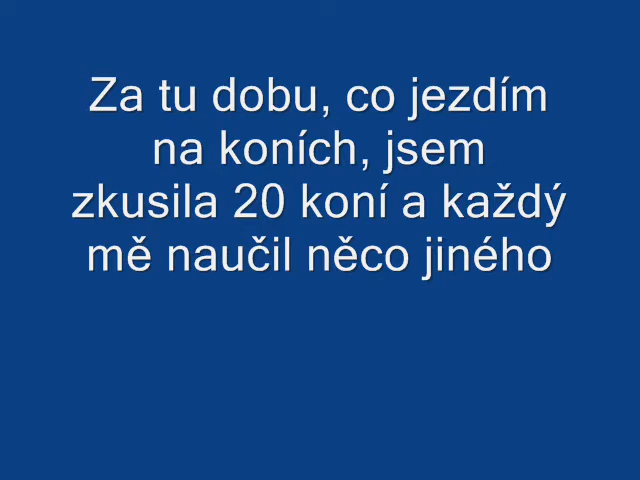 Za tu dobu, co jezdím
na koních, jsem
zkusila 20 koní a každý
mě naučil něco jiného